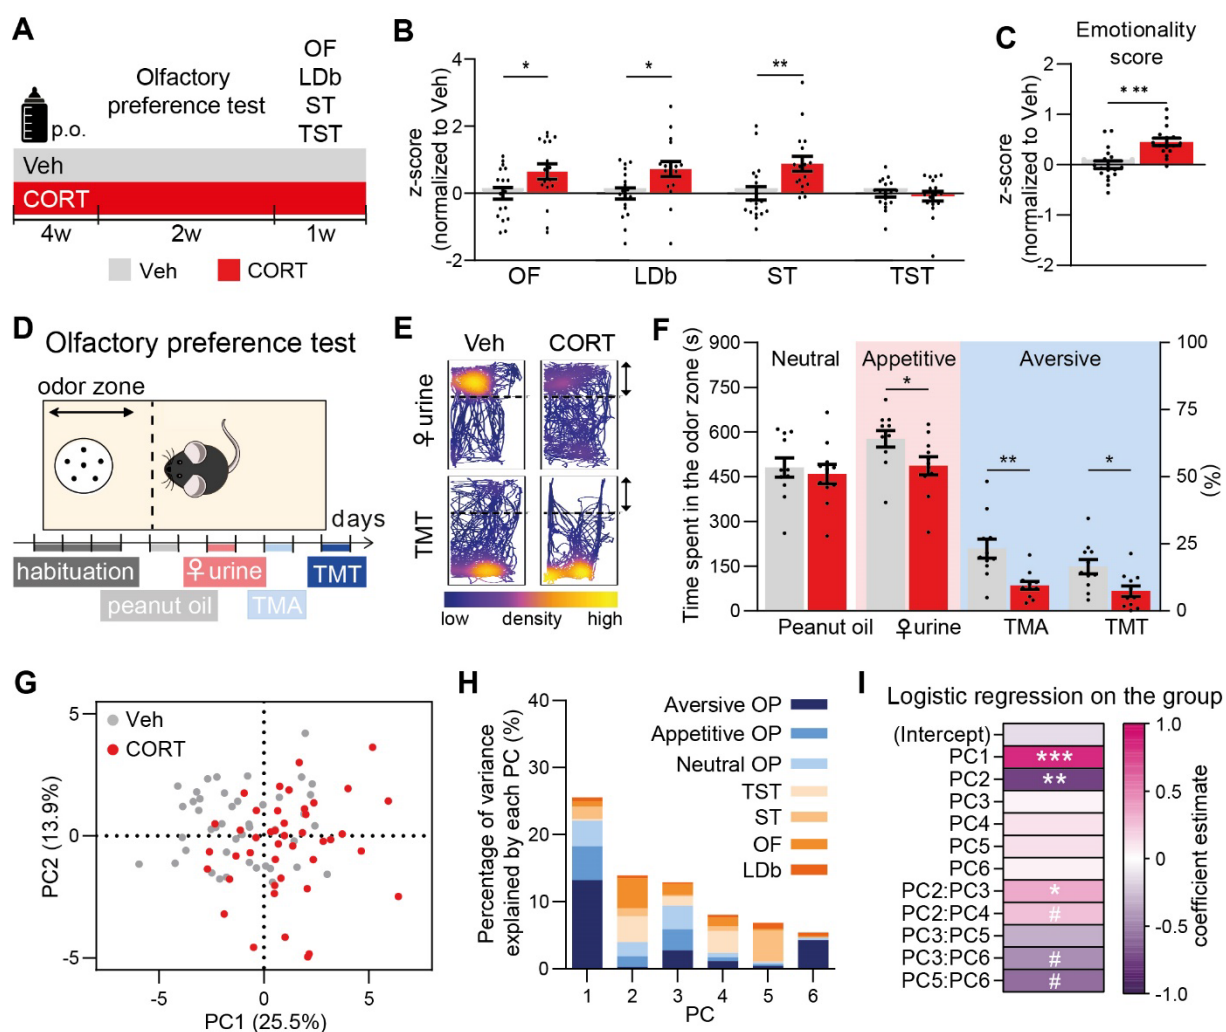 A
OF
LDb
ST
TST
Olfactory
preference test
p.o.
Veh
CORT
4w 2w 1w
Veh CORT
B
z-score
(normalized to Veh)
4
2
0
-2
* * **
OF LDb ST TST
C
Emotionality
score
z-score
(normalized to Veh)
2
1
0
-1
-2
***
D
Olfactory preference test
odor zone
days
habituation
♀ urine
TMT
peanut oil
TMA
E
Veh CORT
♀ urine
TMT
low density high
F
Time spent in the odor zone (s)
900
750
600
450
300
150
0
Neutral Appetitive Aversive
* ** *
100
75
50
25
0
(%)
Peanut oil ♀urine TMA TMT
G
Veh
CORT
PC2 (13.9%)
5
0
-5
-5 0 5
PC1 (25.5%)
H
Percentage of variance
explained by each PC (%)
40
30
20
10
0
Aversive OP
Appetitive OP
Neutral OP
TST
ST
OF
LDb
1 2 3 4 5 6
PC
I
Logistic regression on the group
(Intercept)
PC1 ***
PC2 **
PC3
PC4
PC5
PC6
PC2:PC3 *
PC2:PC4 #
PC3:PC5
PC3:PC6 #
PC5:PC6 #
1.0
0.5
0
-0.5
-1.0
coefficient estimate